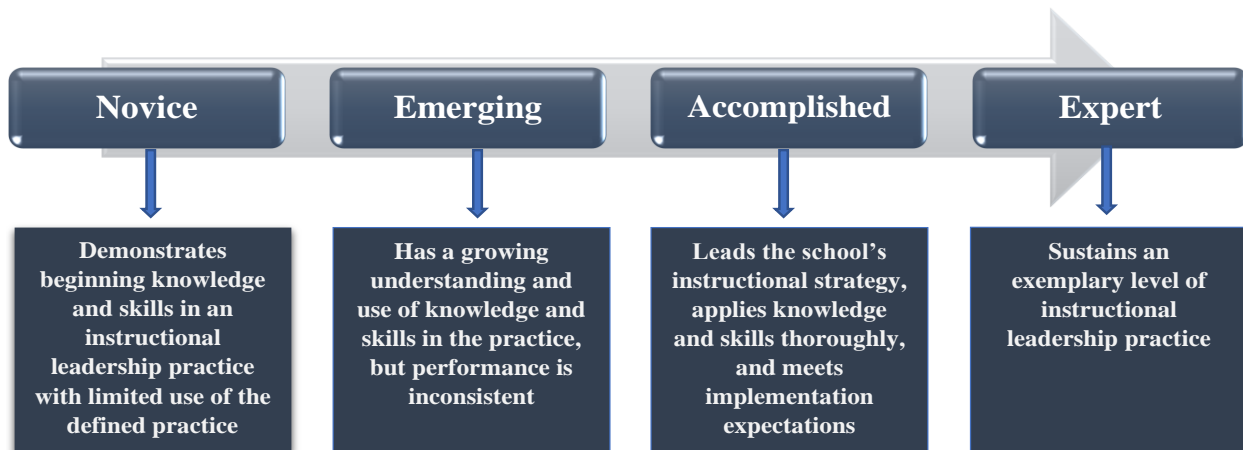 Novice
Emerging
Accomplished
Expert
Demonstrates
beginning knowledge
and skills in an
instructional
leadership practice
with limited use of the
defined practice
Has a growing
understanding and
use of knowledge and
skills in the practice,
but performance is
inconsistent
Leads the school’s
instructional strategy,
applies knowledge
and skills thoroughly,
and meets
implementation
expectations
Sustains an
exemplary level of
instructional
leadership practice